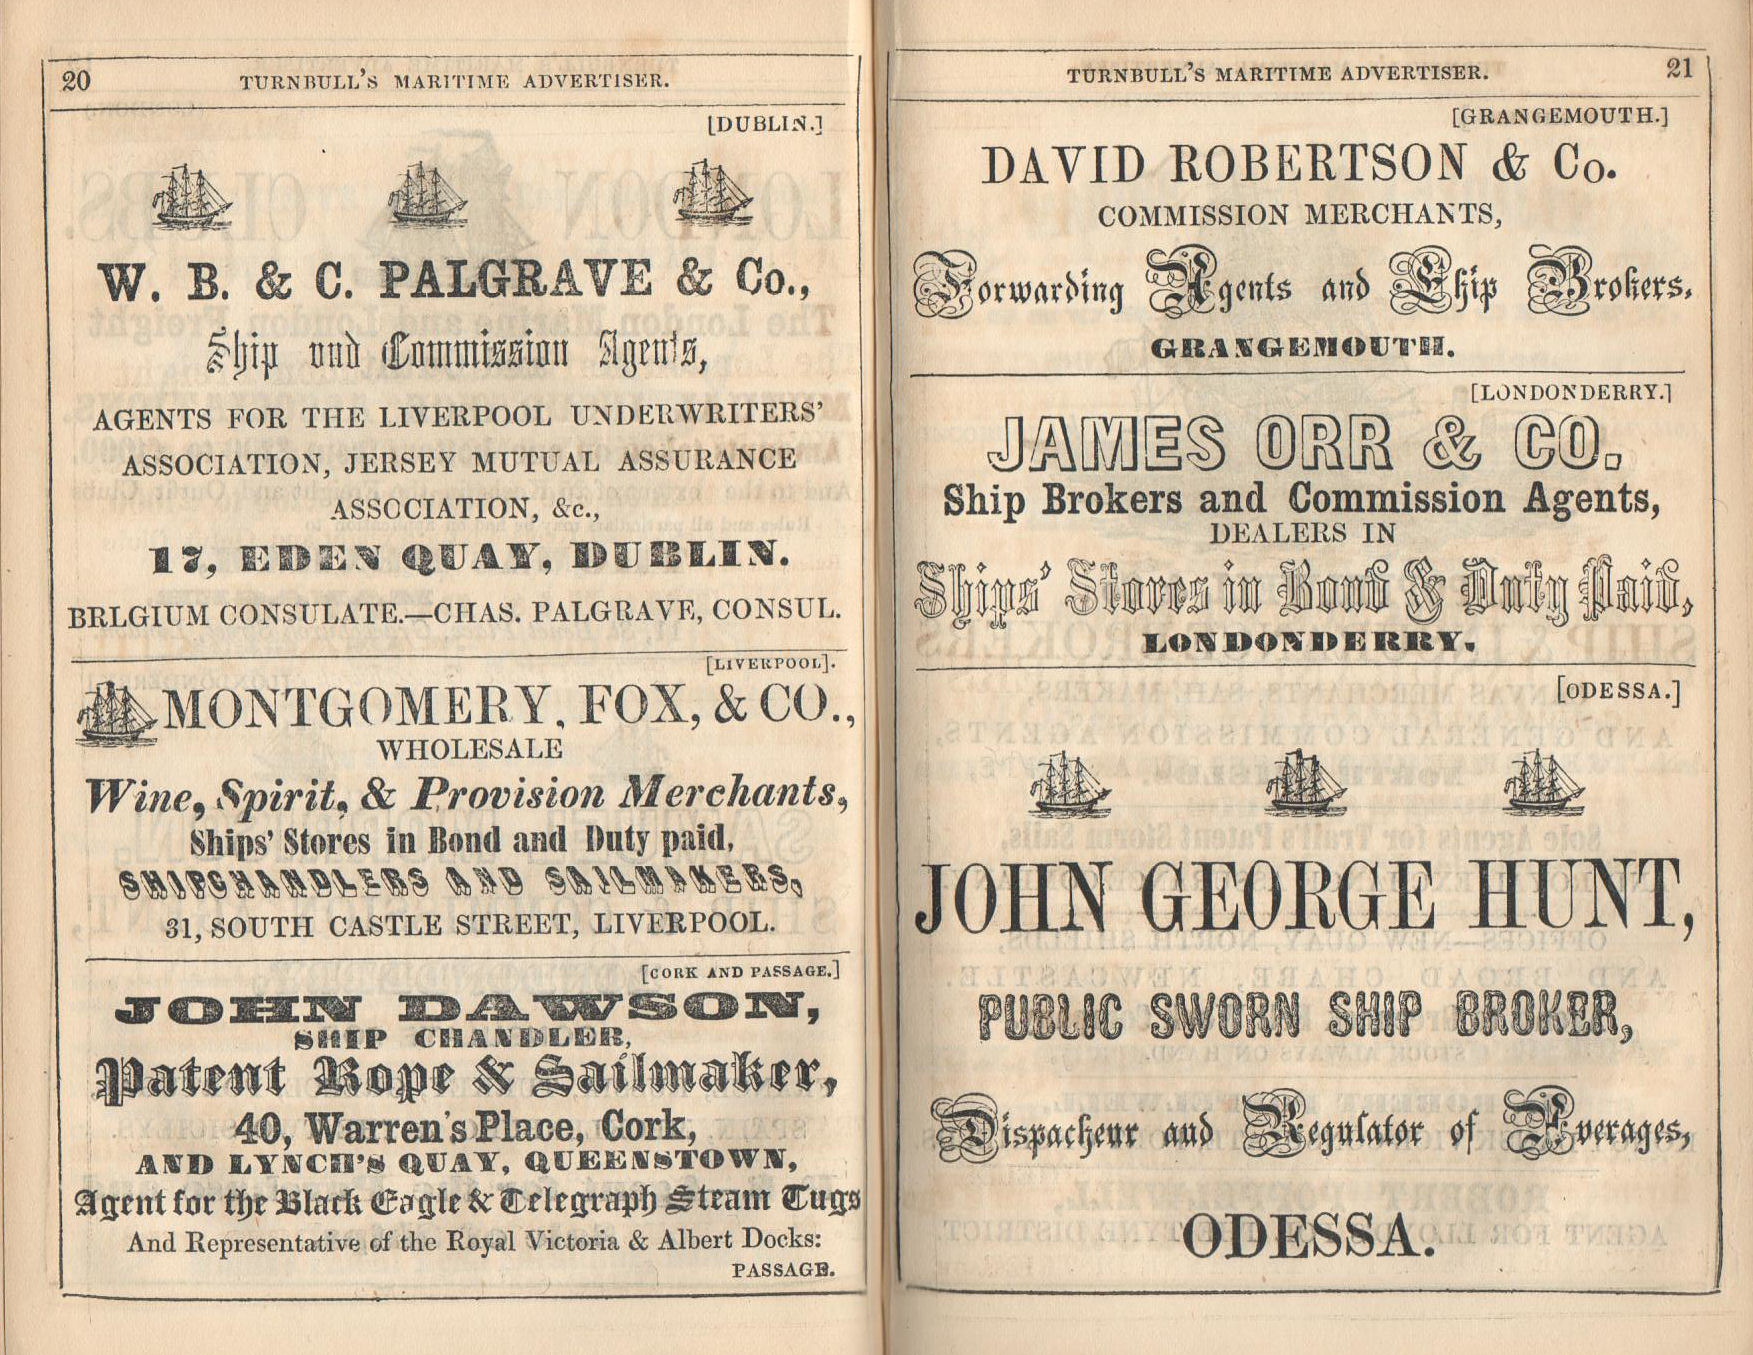 20
TURNBULL'S MARITIME ADVERTISER.
[DUBLIN.]
W. B. & C. PALGRAVE & Co.,
Ship and Commission Agents,
AGENTS FOR THE LIVERPOOL UNDERWRITERS'
ASSOCIATION, JERSEY MUTUAL ASSURANCE
ASSOCIATION, &c.,
17, EDEN QUAY, DUBLIN.
BRLGIUM CONSULATE.—CHAS. PALGRAVE, CONSUL.
[LIVERPOOL].
MONTGOMERY, FOX, & CO.,
WHOLESALE
Wine, Spirit, & Provision Merchants,
Ships' Stores in Bond and Duty paid,
SHIPCHANDLERS AND SAILMAKERS,
31, SOUTH CASTLE STREET, LIVERPOOL.
[CORK AND PASSAGE.]
JOHN DAWSON,
SHIP CHANDLER,
Patent Rope & Sailmaker,
40, Warren's Place, Cork,
AND LYNCH'S QUAY, QUEENSTOWN,
Agent for the Black Eagle & Telegraph Steam Tugs
And Representative of the Royal Victoria & Albert Docks:
PASSAGE.
TURNBULL'S MARITIME ADVERTISER.
21
[GRANGEMOUTH.]
DAVID ROBERTSON & Co.
COMMISSION MERCHANTS,
Forwarding Agents and Ship Brokers,
GRANGEMOUTH.
[LONDONDERRY.]
JAMES ORR & CO.
Ship Brokers and Commission Agents,
DEALERS IN
Ships' Stores in Bond & Duty Paid,
LONDONDERRY.
[ODESSA.]
JOHN GEORGE HUNT,
PUBLIC SWORN SHIP BROKER,
Dispacheur and Regulator of Averages,
ODESSA.